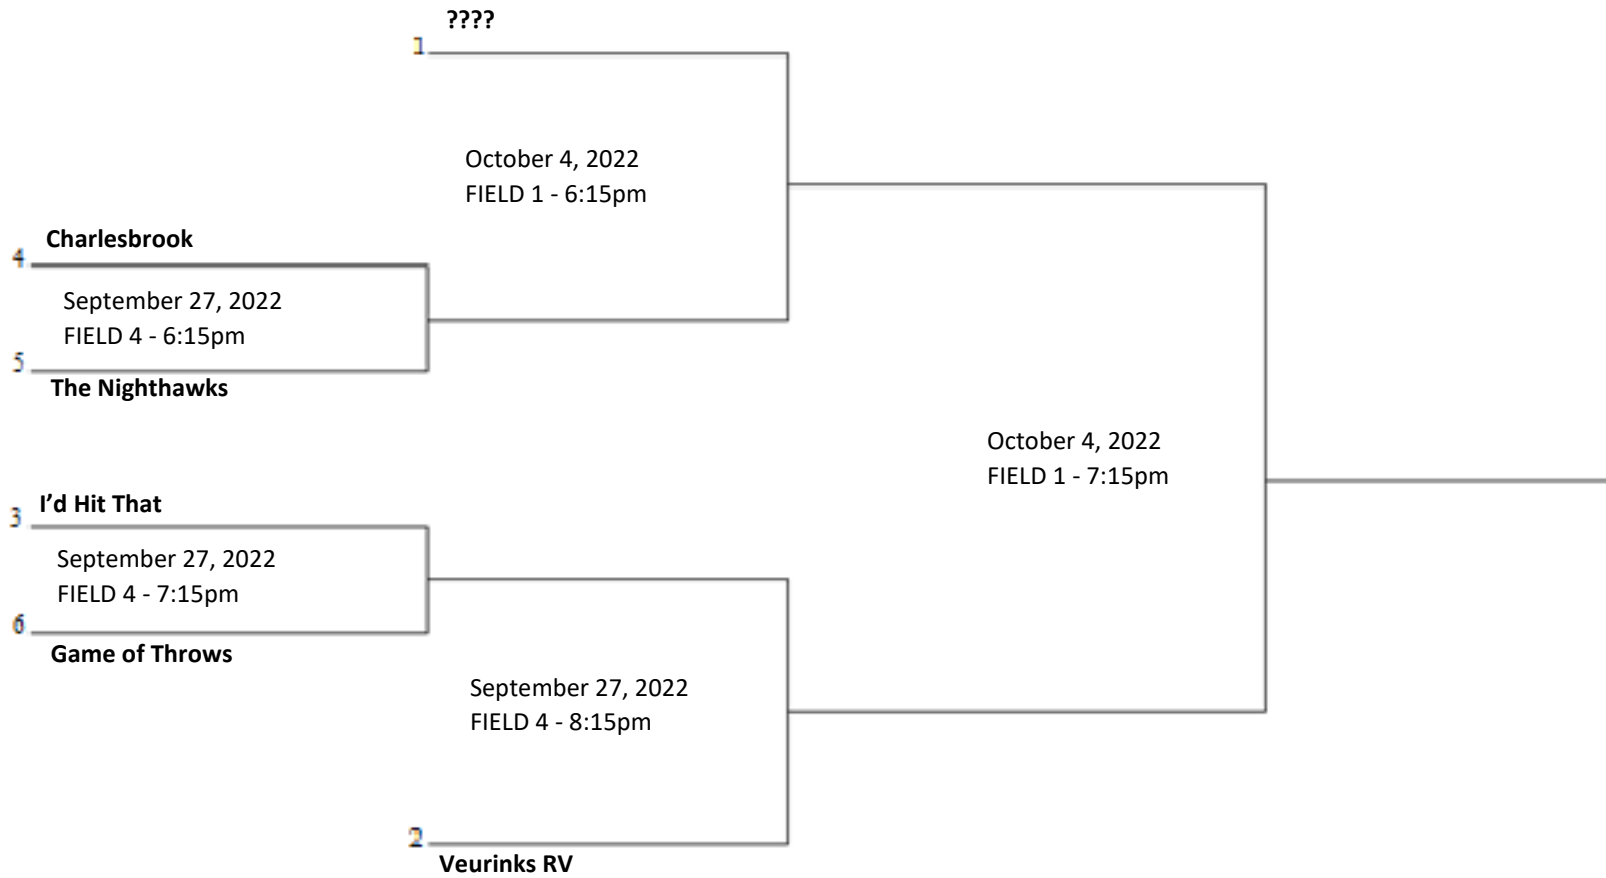 ????
1
October 4, 2022
FIELD 1 - 6:15pm
Charlesbrook
4
September 27, 2022
FIELD 4 - 6:15pm
5
The Nighthawks
October 4, 2022
FIELD 1 - 7:15pm
I’d Hit That
3
September 27, 2022
FIELD 4 - 7:15pm
6
Game of Throws
September 27, 2022
FIELD 4 - 8:15pm
2
Veurinks RV